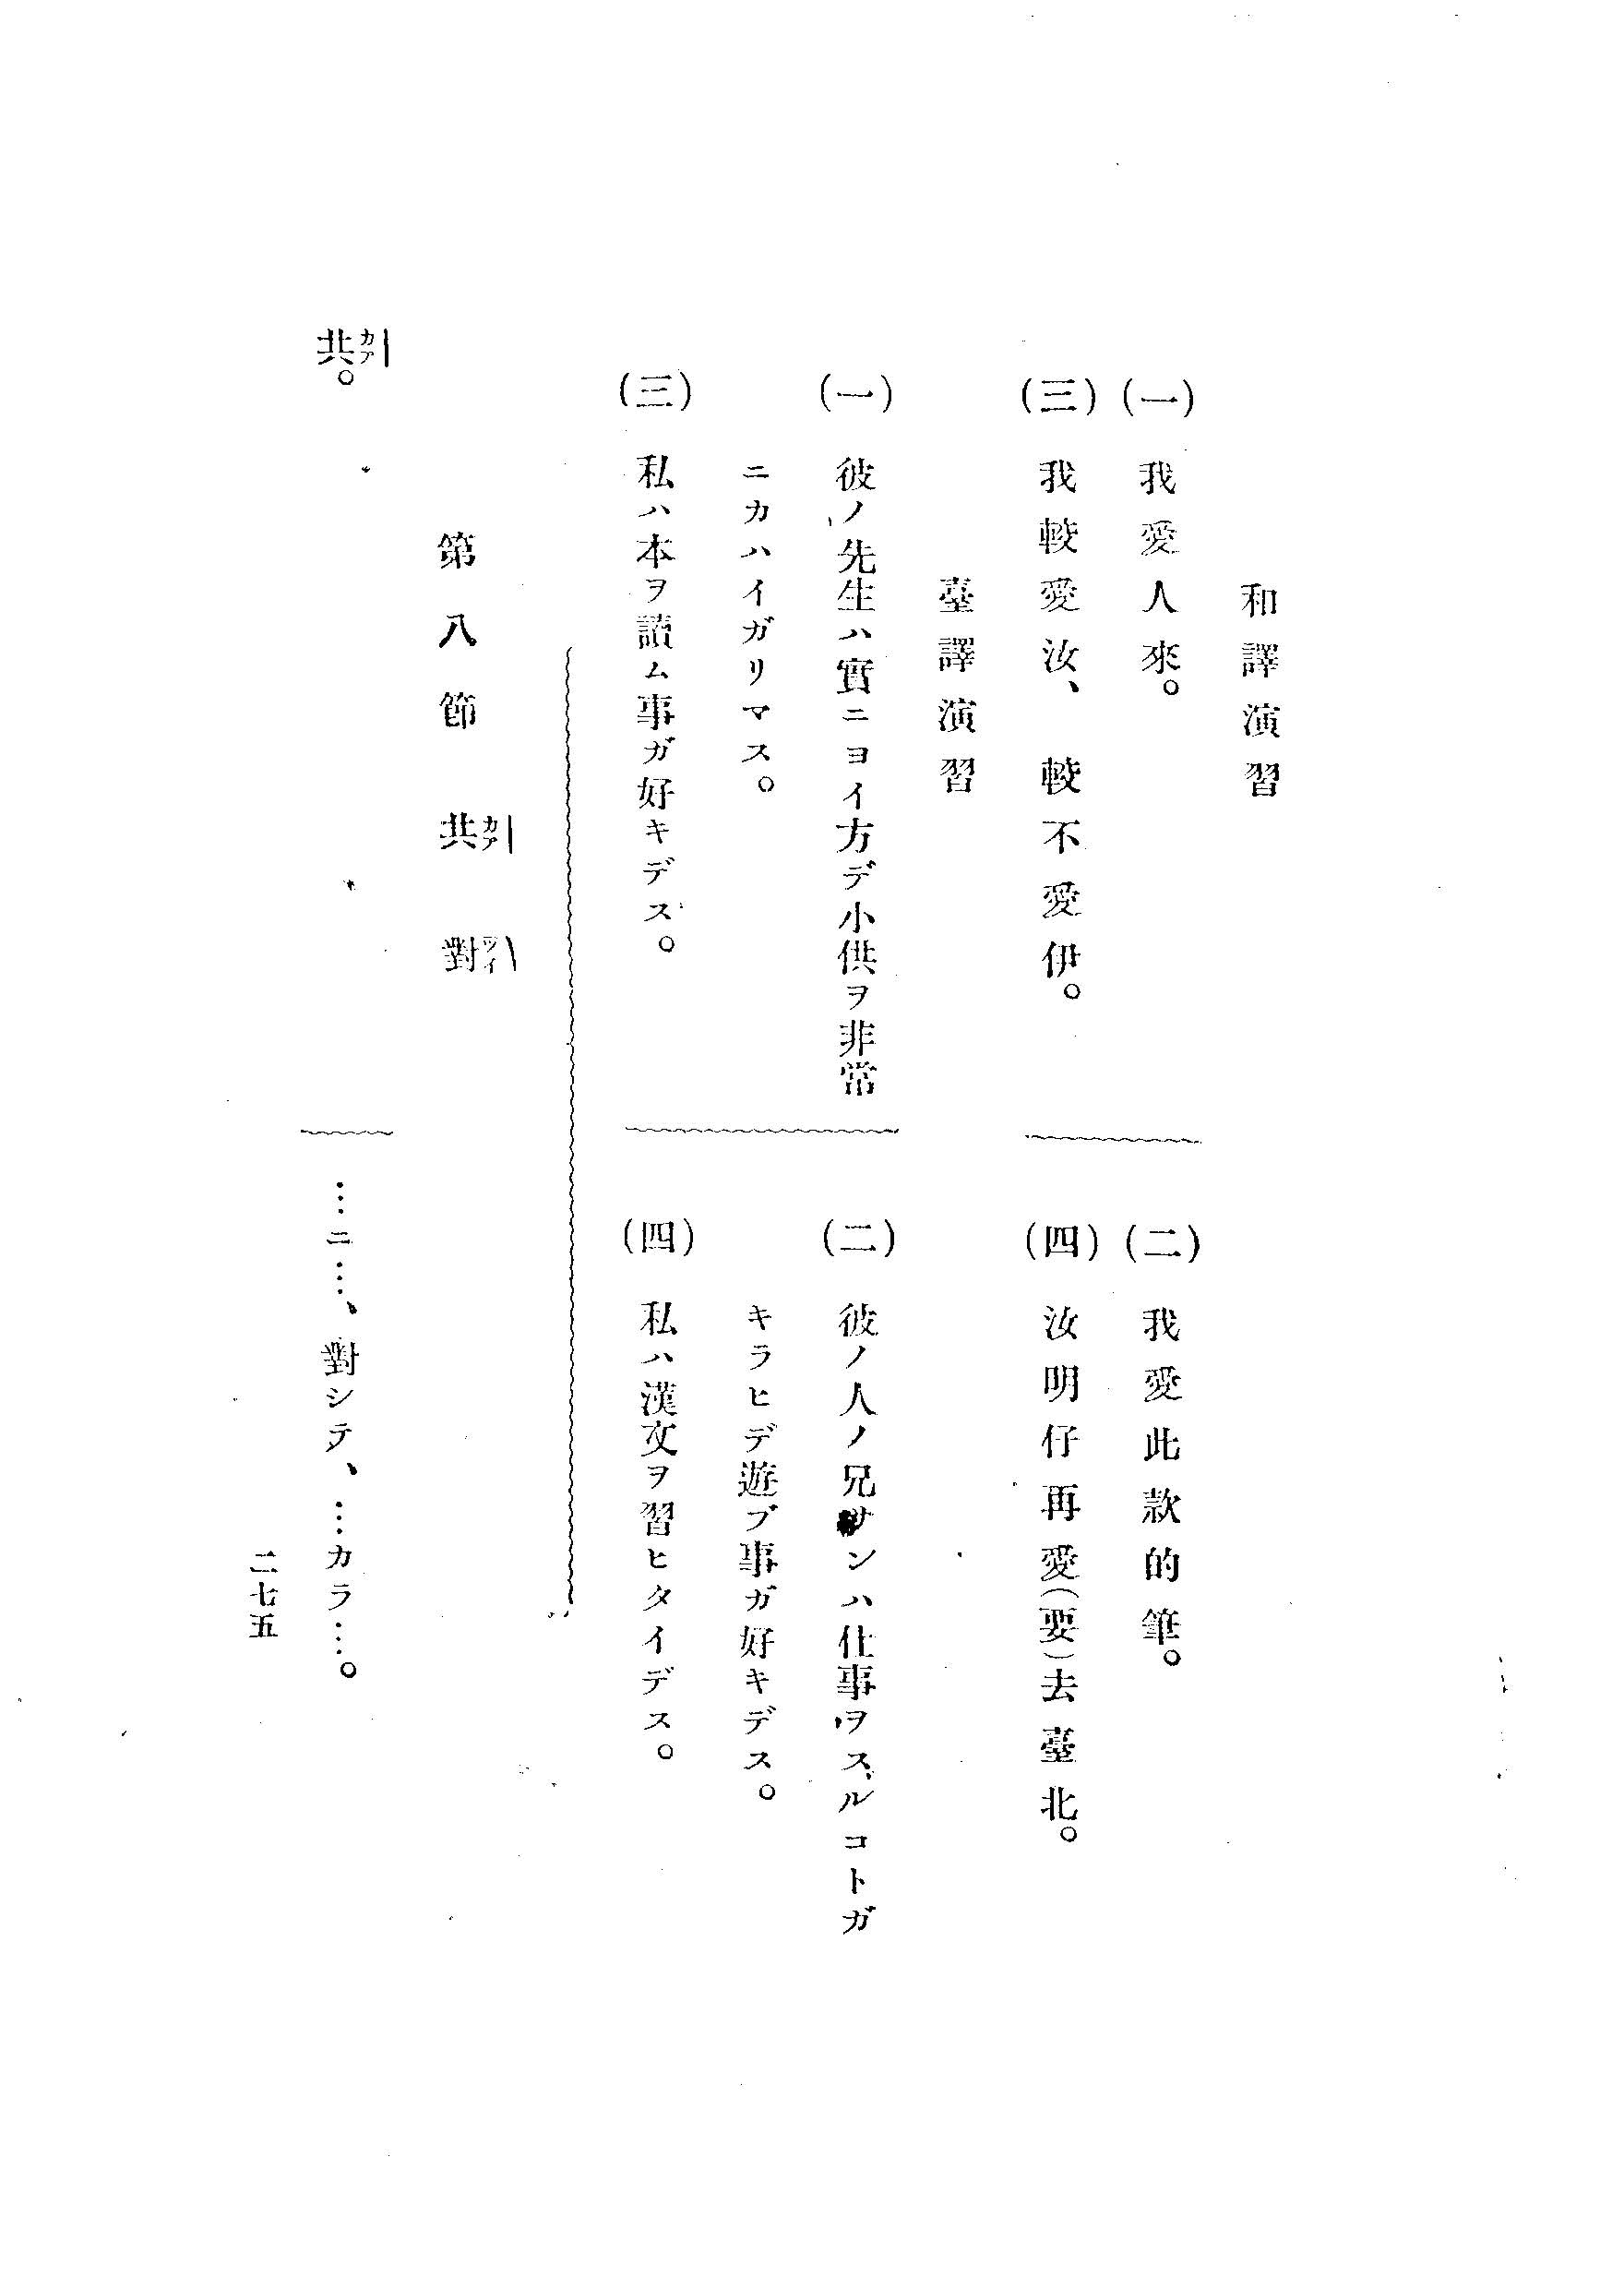 和譯演習
(一) 我愛人來。
(二) 我愛此款的筆。
(三) 我較愛汝、較不愛伊。
(四) 汝明仔再愛(要)去臺北。
臺譯演習
(一) 彼ノ先生ハ實ニヨイ方デ小供ヲ非常
ニカハイガリマス。
(二) 彼ノ人ノ兄サンハ仕事ヲスルコトガ
キラヒデ遊ブ事ガ好キデス。
(三) 私ハ本ヲ讀ム事ガ好キデス。
(四) 私ハ漢文ヲ習ヒタイデス。
第八節 共カァ 對ツイ
共カァ。
…ニ…、對シテ、…カラ…。
二七五